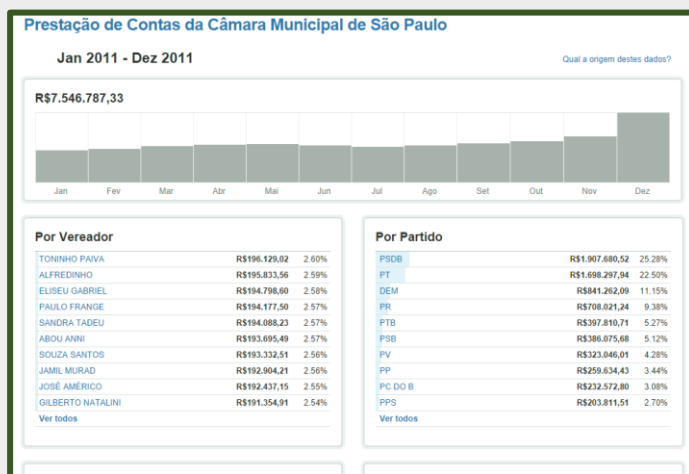 Prestação de Contas da Câmara Municipal de São Paulo
Jan 2011 - Dez 2011
Qual a origem destes dados?
R$7.546.787,33
Jan Fev Mar Abr Mai Jun Jul Ago Set Out Nov Dez
Por Vereador
TONINHO PAIVA R$196.129,02 2.60%
ALFREDINHO R$195.833,56 2.59%
ELISEU GABRIEL R$194.798,60 2.58%
PAULO FRANGE R$194.177,50 2.57%
SANDRA TADEU R$194.088,23 2.57%
ABOU ANNI R$193.695,49 2.57%
SOUZA SANTOS R$193.332,51 2.56%
JAMIL MURAD R$192.904,21 2.56%
JOSÉ AMÉRICO R$192.437,15 2.55%
GILBERTO NATALINI R$191.354,91 2.54%
Ver todos
Por Partido
PSDB R$1.907.680,52 25.28%
PT R$1.698.297,94 22.50%
DEM R$841.262,09 11.15%
PR R$708.021,24 9.38%
PTB R$397.810,71 5.27%
PSB R$386.075,68 5.12%
PV R$323.046,01 4.28%
PP R$259.634,43 3.44%
PC DO B R$232.572,80 3.08%
PPS R$203.811,51 2.70%
Ver todos